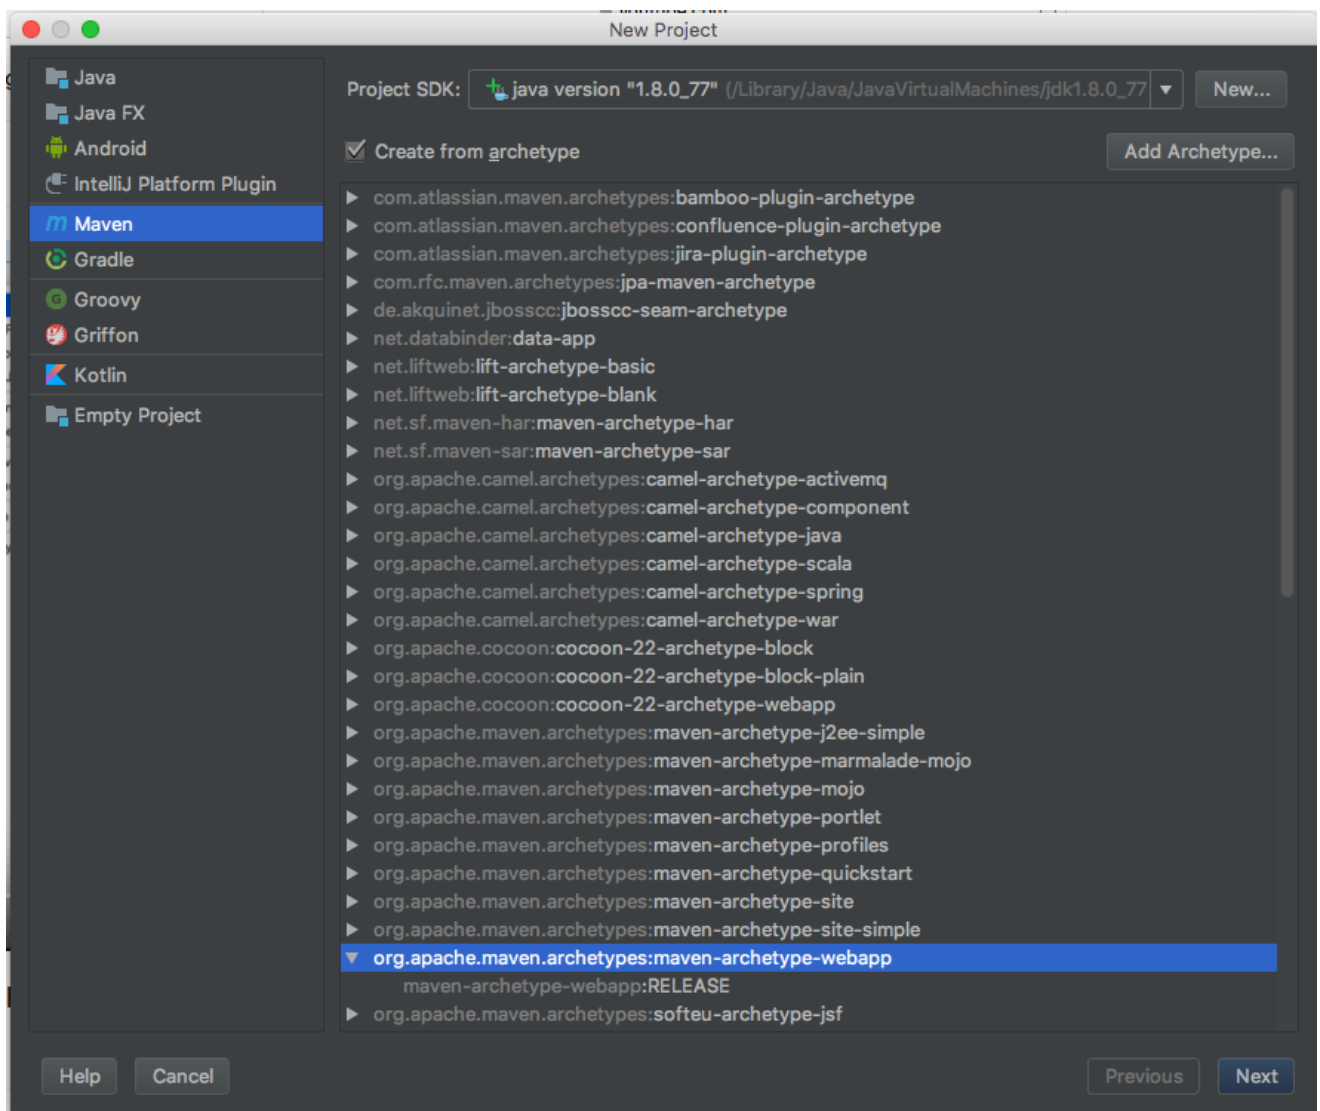 New Project
Java
Java FX
Android
IntelliJ Platform Plugin
Maven
Gradle
Groovy
Griffon
Kotlin
Empty Project
Project SDK: java version "1.8.0_77" (/Library/Java/JavaVirtualMachines/jdk1.8.0_77 New...
Create from archetype Add Archetype...
com.atlassian.maven.archetypes:bamboo-plugin-archetype
com.atlassian.maven.archetypes:confluence-plugin-archetype
com.atlassian.maven.archetypes:jira-plugin-archetype
com.rfc.maven.archetypes:jpa-maven-archetype
de.akquinet.jbosscc:jbosscc-seam-archetype
net.databinder:data-app
net.liftweb:lift-archetype-basic
net.liftweb:lift-archetype-blank
net.sf.maven-har:maven-archetype-har
net.sf.maven-sar:maven-archetype-sar
org.apache.camel.archetypes:camel-archetype-activemq
org.apache.camel.archetypes:camel-archetype-component
org.apache.camel.archetypes:camel-archetype-java
org.apache.camel.archetypes:camel-archetype-scala
org.apache.camel.archetypes:camel-archetype-spring
org.apache.camel.archetypes:camel-archetype-war
org.apache.cocoon:cocoon-22-archetype-block
org.apache.cocoon:cocoon-22-archetype-block-plain
org.apache.cocoon:cocoon-22-archetype-webapp
org.apache.maven.archetypes:maven-archetype-j2ee-simple
org.apache.maven.archetypes:maven-archetype-marmalade-mojo
org.apache.maven.archetypes:maven-archetype-mojo
org.apache.maven.archetypes:maven-archetype-portlet
org.apache.maven.archetypes:maven-archetype-profiles
org.apache.maven.archetypes:maven-archetype-quickstart
org.apache.maven.archetypes:maven-archetype-site
org.apache.maven.archetypes:maven-archetype-site-simple
org.apache.maven.archetypes:maven-archetype-webapp
maven-archetype-webapp:RELEASE
org.apache.maven.archetypes:softeu-archetype-jsf
Help Cancel Previous Next